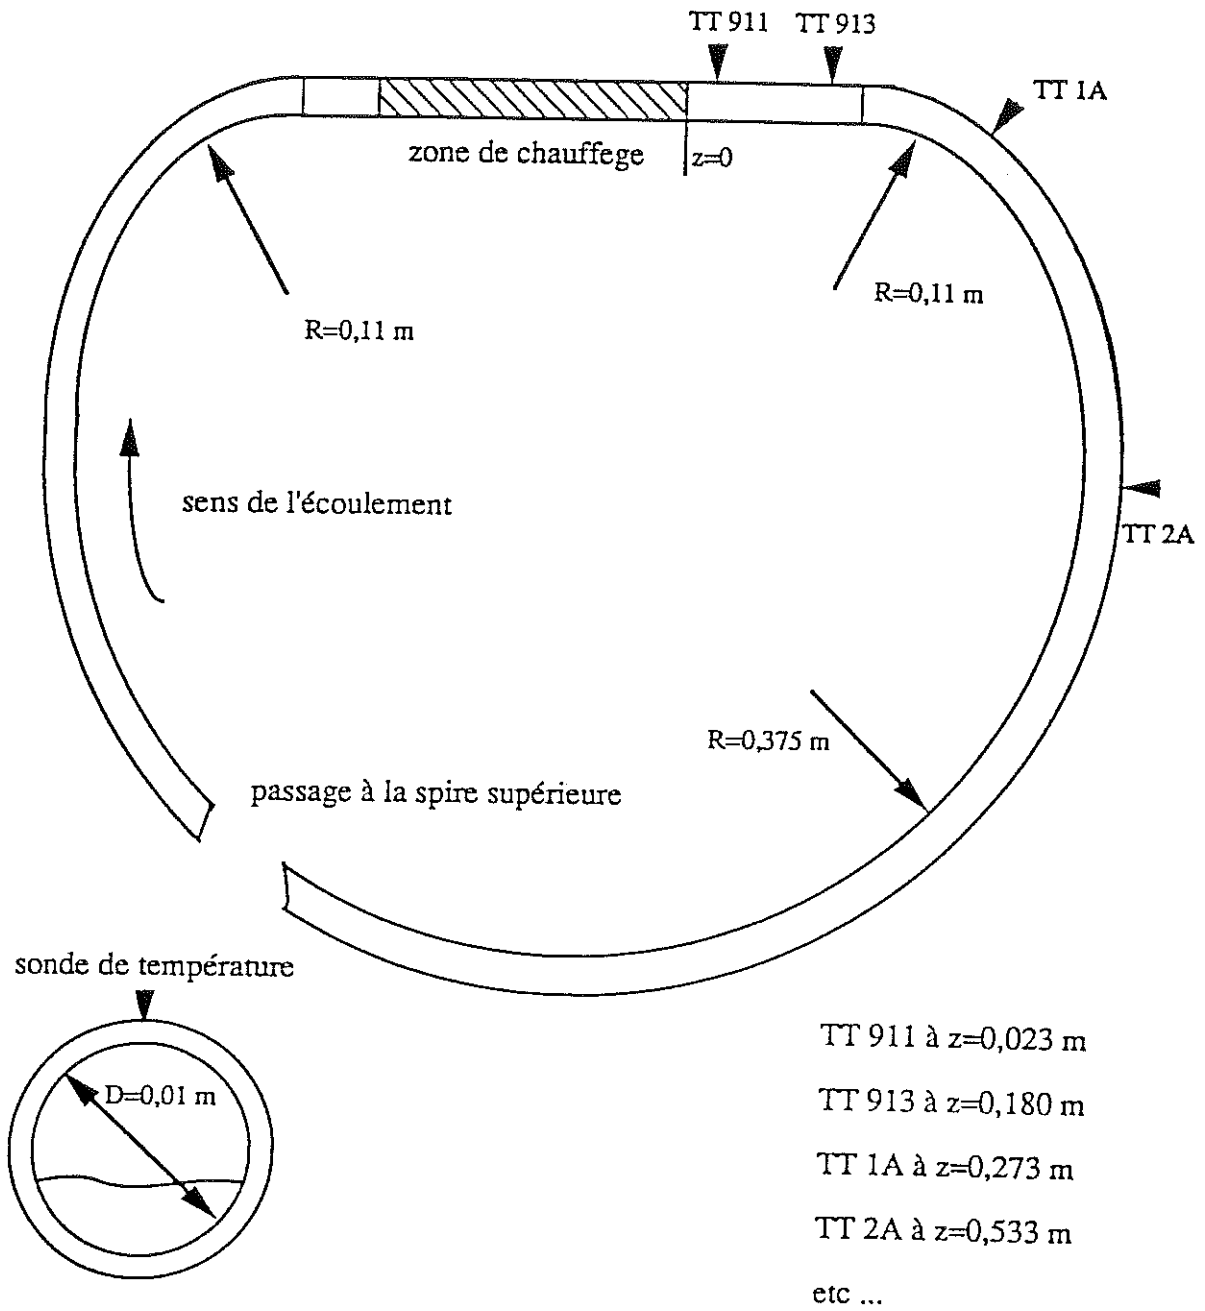 TT 911 TT 913
TT 1A
zone de chauffege
z=0
R=0,11 m
R=0,11 m
sens de l'écoulement
TT 2A
R=0,375 m
passage à la spire supérieure
sonde de température
D=0,01 m
TT 911 à z=0,023 m
TT 913 à z=0,180 m
TT 1A à z=0,273 m
TT 2A à z=0,533 m
etc ...